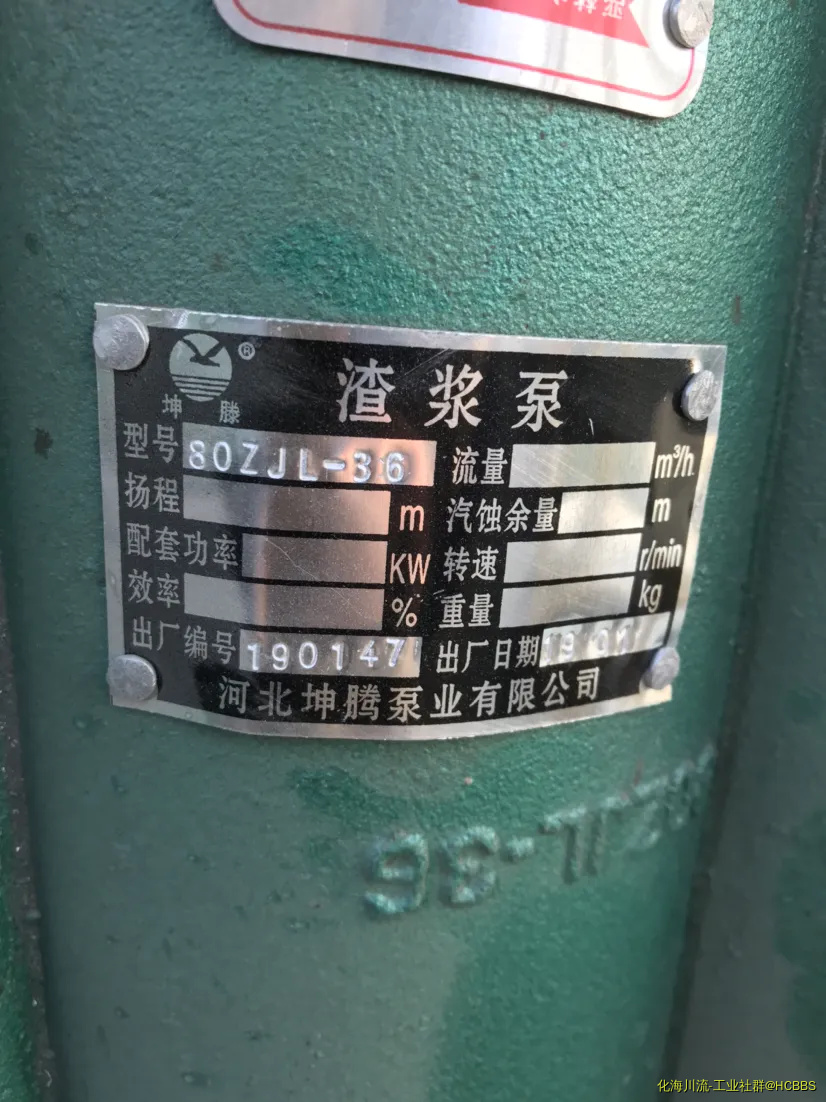 ®
坤 滕
渣浆泵
型号 80ZJL-36 流量 m³/h
扬程 m 汽蚀余量 m
配套功率 KW 转速 r/min
效率 % 重量 kg
出厂编号 190147 出厂日期
河北坤腾泵业有限公司
JL-36
化海川流-工业社群@HCBBS